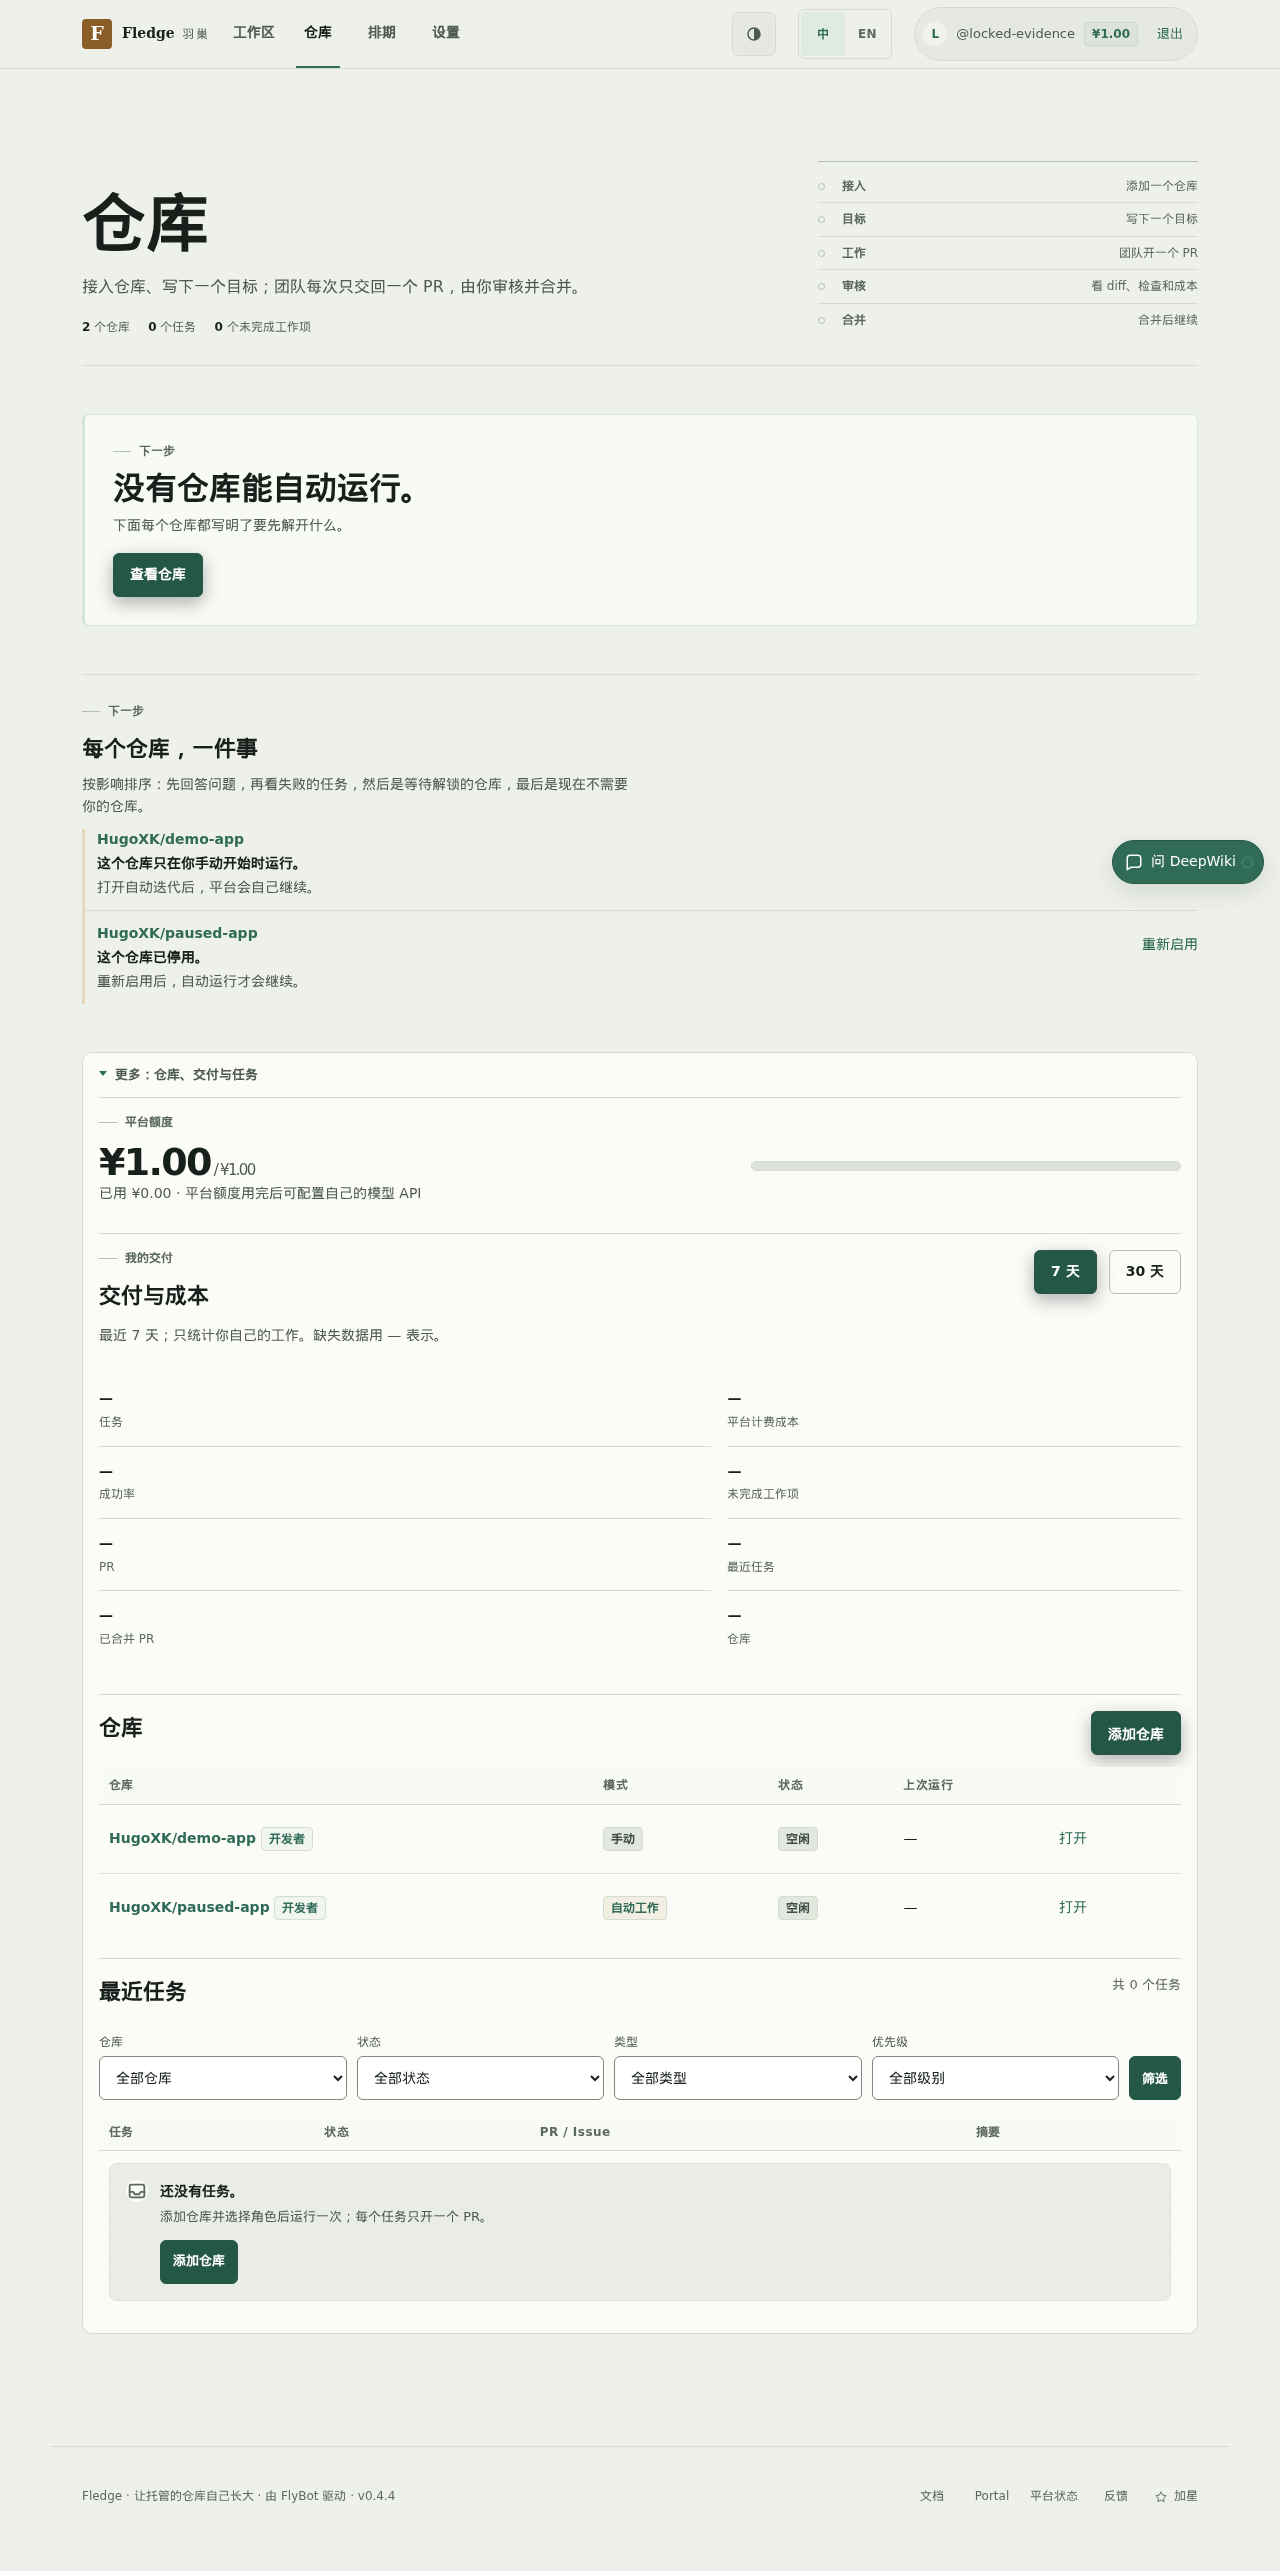 F Fledge 羽巢 工作区 仓库 排期 设置 中 EN L @locked-evidence ¥1.00 退出
仓库
接入仓库、写下一个目标；团队每次只交回一个 PR，由你审核并合并。
2 个仓库 0 个任务 0 个未完成工作项
接入 添加一个仓库
目标 写下一个目标
工作 团队开一个 PR
审核 看 diff、检查和成本
合并 合并后继续
下一步
没有仓库能自动运行。
下面每个仓库都写明了要先解开什么。
查看仓库
下一步
每个仓库，一件事
按影响排序：先回答问题，再看失败的任务，然后是等待解锁的仓库，最后是现在不需要
你的仓库。
HugoXK/demo-app
这个仓库只在你手动开始时运行。
打开自动迭代后，平台会自己继续。
问 DeepWiki
HugoXK/paused-app
这个仓库已停用。
重新启用后，自动运行才会继续。
重新启用
更多：仓库、交付与任务
平台额度
¥1.00 / ¥1.00
已用 ¥0.00 · 平台额度用完后可配置自己的模型 API
我的交付
交付与成本
7 天 30 天
最近 7 天；只统计你自己的工作。缺失数据用 — 表示。
— —
任务 平台计费成本
— —
成功率 未完成工作项
— —
PR 最近任务
— —
已合并 PR 仓库
仓库 添加仓库
仓库 模式 状态 上次运行
HugoXK/demo-app 开发者 手动 空闲 — 打开
HugoXK/paused-app 开发者 自动工作 空闲 — 打开
最近任务 共 0 个任务
仓库 状态 类型 优先级
全部仓库 全部状态 全部类型 全部级别 筛选
任务 状态 PR / Issue 摘要
还没有任务。
添加仓库并选择角色后运行一次；每个任务只开一个 PR。
添加仓库
Fledge · 让托管的仓库自己长大 · 由 FlyBot 驱动 · v0.4.4 文档 Portal 平台状态 反馈 加星